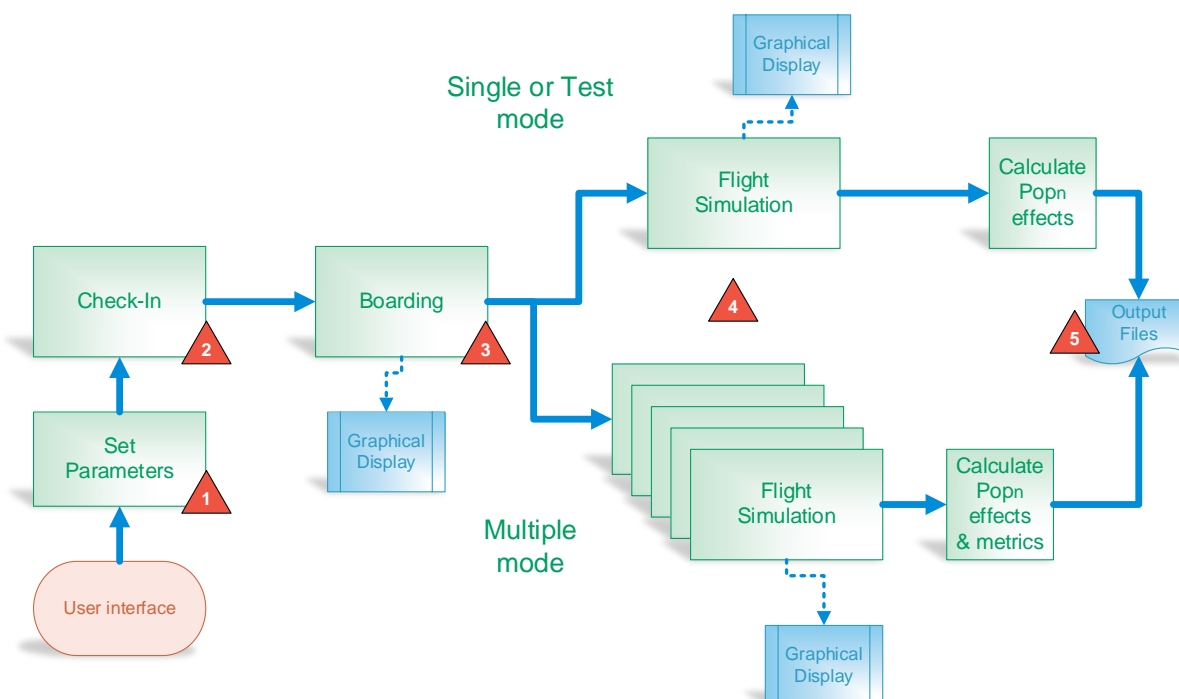 Graphical
Display
Single or Test
mode
Flight
Simulation
Calculate
Popn
effects
Check-In
Boarding
2
3
4
5
Output
Files
Set
Parameters
1
Graphical
Display
User interface
Multiple
mode
Flight
Simulation
Calculate
Popn
effects
& metrics
Graphical
Display